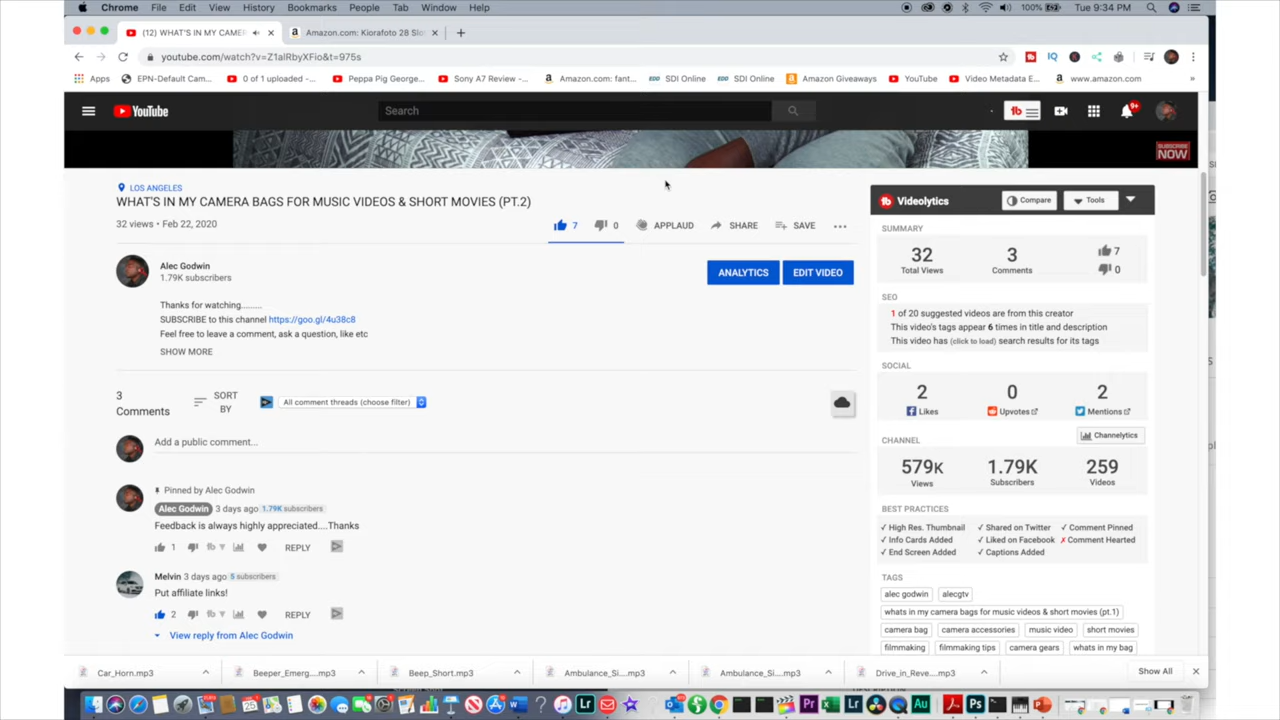 Chrome File Edit View History Bookmarks People Tab Window Help 100% Tue 9:34 PM
(12) WHAT'S IN MY CAMER Amazon.com: Kiorafoto 28 Slo
youtube.com/watch?v=Z1alRbyXFio&t=975s
Apps EPN-Default Cam... 0 of 1 uploaded -... Peppa Pig George... Sony A7 Review -... Amazon.com: fant... SDI Online SDI Online Amazon Giveaways YouTube Video Metadata E... www.amazon.com »
YouTube Search 9+
SUBSCRIBE NOW
LOS ANGELES
WHAT'S IN MY CAMERA BAGS FOR MUSIC VIDEOS & SHORT MOVIES (PT.2)
32 views • Feb 22, 2020
7 0 APPLAUD SHARE SAVE ...
Alec Godwin
1.79K subscribers
ANALYTICS EDIT VIDEO
Thanks for watching.........
SUBSCRIBE to this channel https://goo.gl/4u38c8
Feel free to leave a comment, ask a question, like etc
SHOW MORE
3 Comments
SORT BY
All comment threads (choose filter)
Add a public comment...
Pinned by Alec Godwin
Alec Godwin 3 days ago 1.79K subscribers
Feedback is always highly appreciated....Thanks
1 REPLY
Melvin 3 days ago 5 subscribers
Put affiliate links!
2 REPLY
View reply from Alec Godwin
Videolytics Compare Tools
SUMMARY
32 3 7
Total Views Comments 0
SEO
1 of 20 suggested videos are from this creator
This video's tags appear 6 times in title and description
This video has (click to load) search results for its tags
SOCIAL
2 0 2
Likes Upvotes Mentions
CHANNEL Channelytics
579K 1.79K 259
Views Subscribers Videos
BEST PRACTICES
✓ High Res. Thumbnail ✓ Shared on Twitter ✓ Comment Pinned
✓ Info Cards Added ✓ Liked on Facebook ✗ Comment Hearted
✓ End Screen Added ✓ Captions Added
TAGS
alec godwin alecgtv
whats in my camera bags for music videos & short movies (pt.1)
camera bag camera accessories music video short movies
filmmaking filmmaking tips camera gears whats in my bag
Car_Horn.mp3 Beeper_Emerg....mp3 Beep_Short.mp3 Ambulance_Si....mp3 Ambulance_Si....mp3 Drive_in_Reve....mp3 Show All